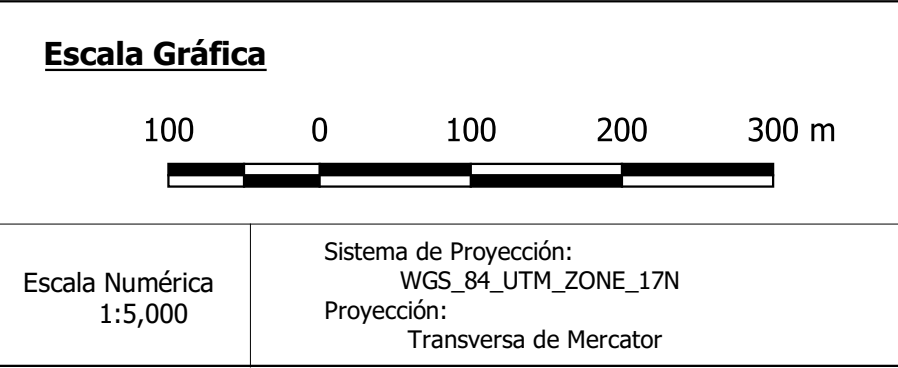 Escala Gráfica
100 0 100 200 300 m
Escala Numérica
1:5,000
Sistema de Proyección:
WGS_84_UTM_ZONE_17N
Proyección:
Transversa de Mercator